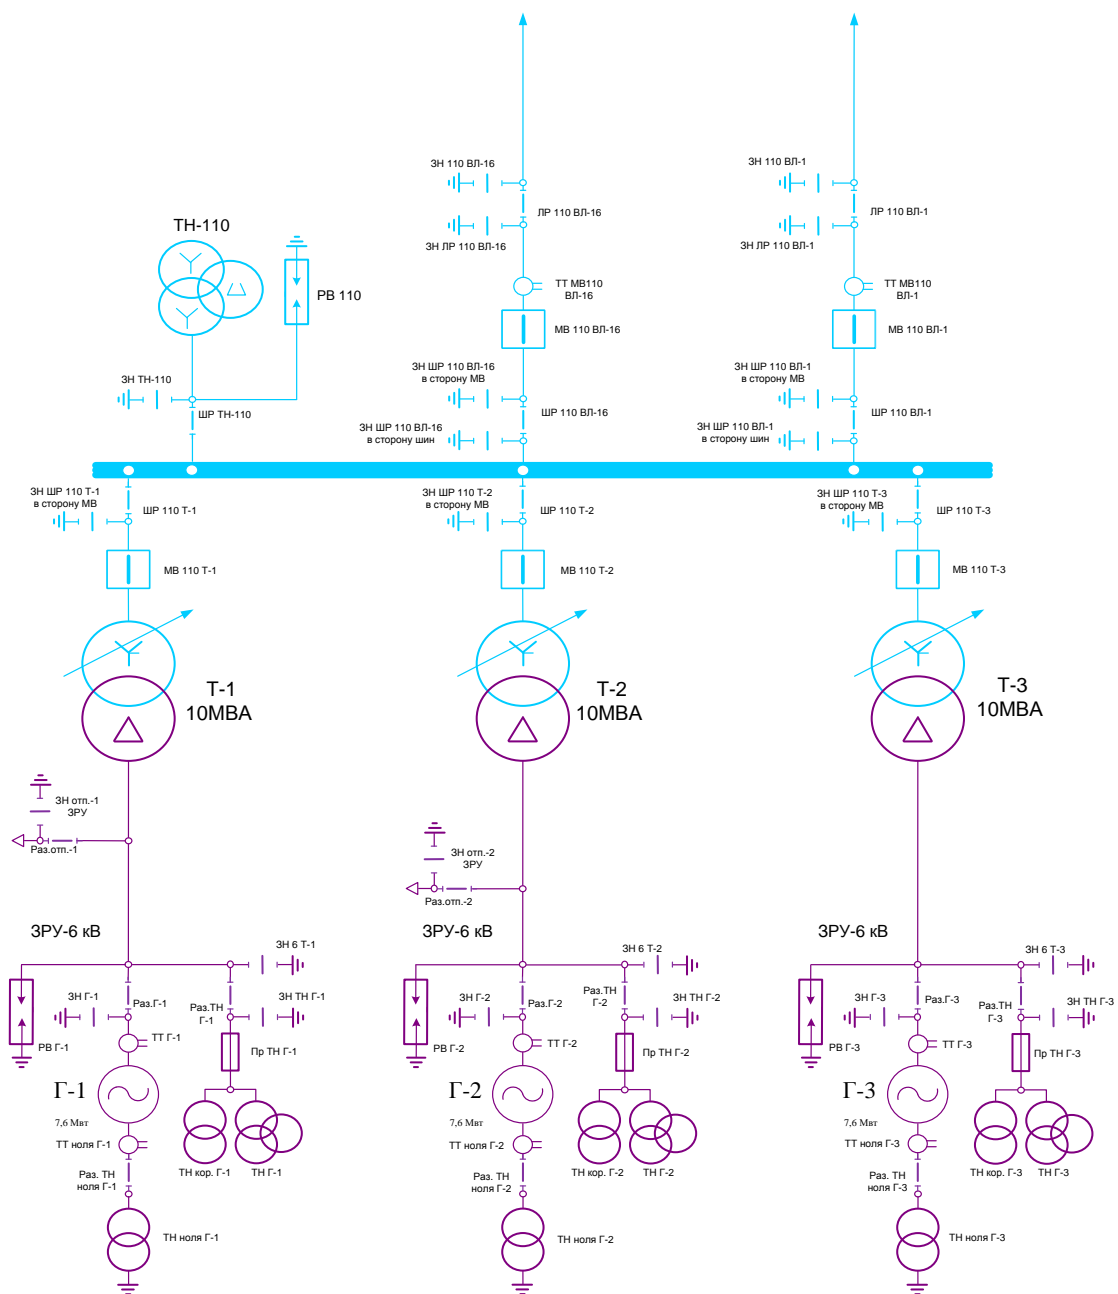 ЗН 110 ВЛ-16
ЗН 110 ВЛ-1
ЛР 110 ВЛ-16
ЛР 110 ВЛ-1
ЗН ЛР 110 ВЛ-16
ЗН ЛР 110 ВЛ-1
ТН-110
РВ 110
ТТ МВ110
ВЛ-16
ТТ МВ110
ВЛ-1
МВ 110 ВЛ-16
МВ 110 ВЛ-1
ЗН ТН-110
ШР ТН-110
ЗН ШР 110 ВЛ-16
в сторону МВ
ЗН ШР 110 ВЛ-1
в сторону МВ
ШР 110 ВЛ-16
ШР 110 ВЛ-1
ЗН ШР 110 ВЛ-16
в сторону шин
ЗН ШР 110 ВЛ-1
в сторону шин
ЗН ШР 110 Т-1
в сторону МВ
ШР 110 Т-1
ЗН ШР 110 Т-2
в сторону МВ
ШР 110 Т-2
ЗН ШР 110 Т-3
в сторону МВ
ШР 110 Т-3
МВ 110 Т-1
МВ 110 Т-2
МВ 110 Т-3
Т-1
10МВА
Т-2
10МВА
Т-3
10МВА
ЗН отп.-1
ЗРУ
Раз.отп.-1
ЗН отп.-2
ЗРУ
Раз.отп.-2
ЗРУ-6 кВ
ЗРУ-6 кВ
ЗРУ-6 кВ
ЗН 6 Т-1
ЗН 6 Т-2
ЗН 6 Т-3
ЗН Г-1
Раз.Г-1
Раз.ТН
Г-1
ЗН ТН Г-1
ЗН Г-2
Раз.Г-2
Раз.ТН
Г-2
ЗН ТН Г-2
ЗН Г-3
Раз.Г-3
Раз.ТН
Г-3
ЗН ТН Г-3
РВ Г-1
ТТ Г-1
Пр ТН Г-1
РВ Г-2
ТТ Г-2
Пр ТН Г-2
РВ Г-3
ТТ Г-3
Пр ТН Г-3
Г-1
7,6 Мвт
Г-2
7,6 Мвт
Г-3
7,6 Мвт
ТТ ноля Г-1
ТТ ноля Г-2
ТТ ноля Г-3
ТН кор. Г-1
ТН Г-1
ТН кор. Г-2
ТН Г-2
ТН кор. Г-3
ТН Г-3
Раз. ТН
ноля Г-1
Раз. ТН
ноля Г-2
Раз. ТН
ноля Г-3
ТН ноля Г-1
ТН ноля Г-2
ТН ноля Г-3